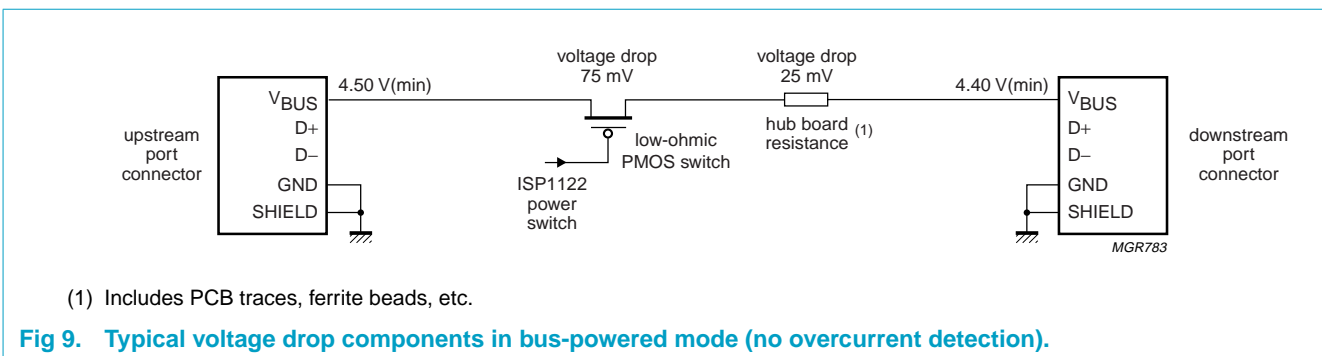 voltage drop
75 mV
voltage drop
25 mV
4.50 V(min)
4.40 V(min)
upstream
port
connector
VBUS
D+
D−
GND
SHIELD
low-ohmic
PMOS switch
ISP1122
power
switch
hub board
resistance (1)
VBUS
D+
D−
GND
SHIELD
downstream
port
connector
MGR783
(1) Includes PCB traces, ferrite beads, etc.
Fig 9. Typical voltage drop components in bus-powered mode (no overcurrent detection).